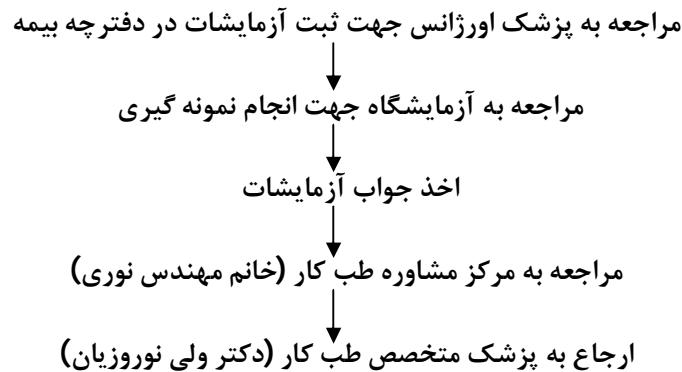 مراجعه به پزشک اورژانس جهت ثبت آزمایشات در دفترچه بیمه
مراجعه به آزمایشگاه جهت انجام نمونه گیری
اخذ جواب آزمایشات
مراجعه به مرکز مشاوره طب کار (خانم مهندس نوری)
ارجاع به پزشک متخصص طب کار (دکتر ولی نوروزیان)